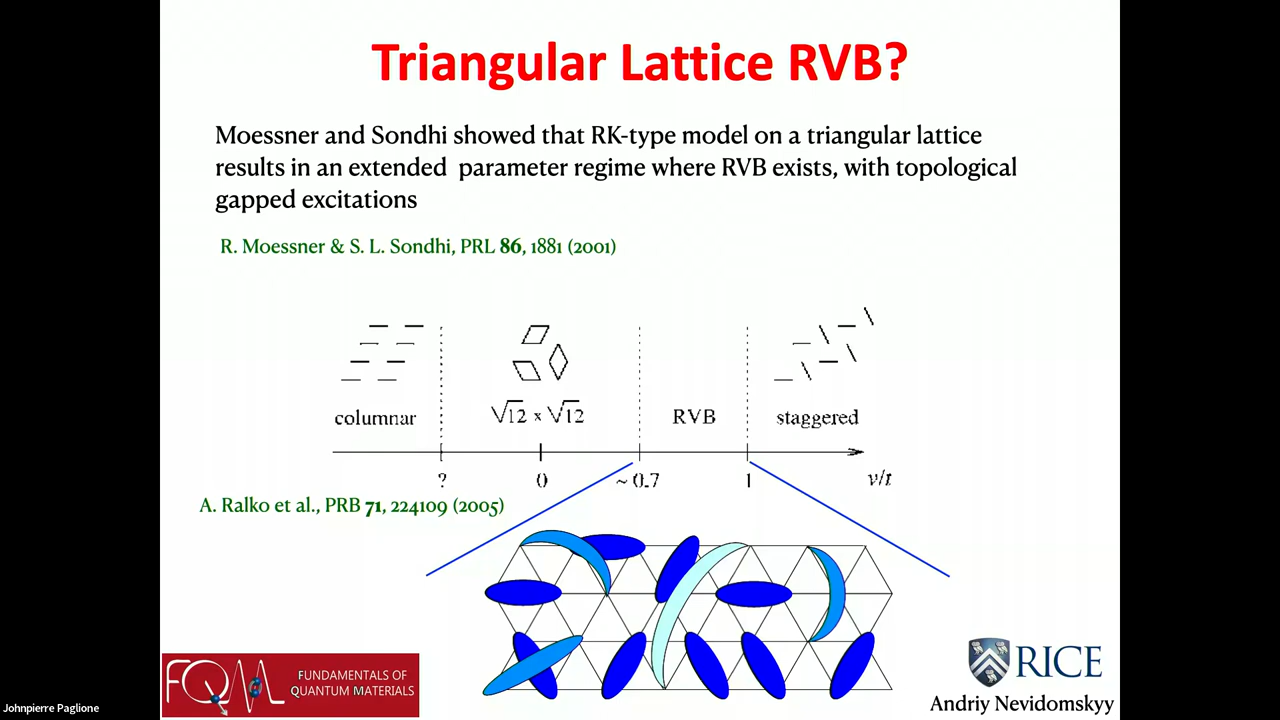 Triangular Lattice RVB?
Moessner and Sondhi showed that RK-type model on a triangular lattice
results in an extended parameter regime where RVB exists, with topological
gapped excitations
R. Moessner & S. L. Sondhi, PRL 86, 1881 (2001)
columnar √12 x √12 RVB staggered
? 0 ~ 0.7 1 v/t
A. Ralko et al., PRB 71, 224109 (2005)
FQM FUNDAMENTALS OF
QUANTUM MATERIALS
RICE
Andriy Nevidomskyy
Johnpierre Paglione